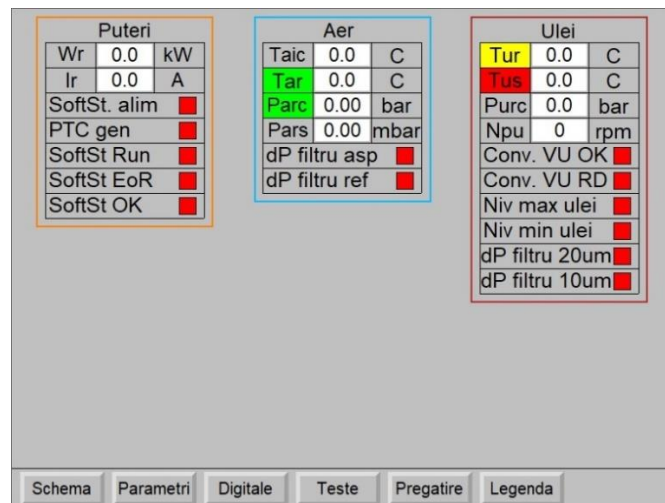 Puteri
Wr 0.0 kW
Ir 0.0 A
SoftSt. alim
PTC gen
SoftSt Run
SoftSt EoR
SoftSt OK
Aer
Taic 0.0 C
Tar 0.0 C
Parc 0.00 bar
Pars 0.00 mbar
dP filtru asp
dP filtru ref
Ulei
Tur 0.0 C
Tus 0.0 C
Purc 0.0 bar
Npu 0 rpm
Conv. VU OK
Conv. VU RD
Niv max ulei
Niv min ulei
dP filtru 20um
dP filtru 10um
Schema Parametri Digitale Teste Pregatire Legenda